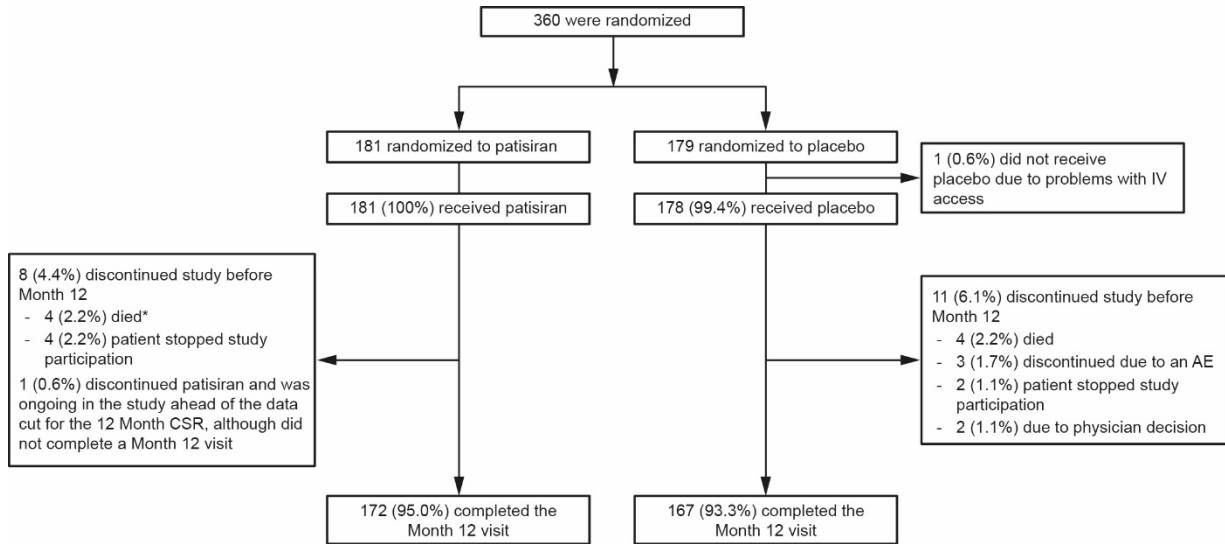 360 were randomized
181 randomized to patisiran
179 randomized to placebo
1 (0.6%) did not receive
placebo due to problems with IV
access
181 (100%) received patisiran
178 (99.4%) received placebo
8 (4.4%) discontinued study before
Month 12
- 4 (2.2%) died*
- 4 (2.2%) patient stopped study
participation
1 (0.6%) discontinued patisiran and was
ongoing in the study ahead of the data
cut for the 12 Month CSR, although did
not complete a Month 12 visit
11 (6.1%) discontinued study before
Month 12
- 4 (2.2%) died
- 3 (1.7%) discontinued due to an AE
- 2 (1.1%) patient stopped study
participation
- 2 (1.1%) due to physician decision
172 (95.0%) completed the
Month 12 visit
167 (93.3%) completed the
Month 12 visit